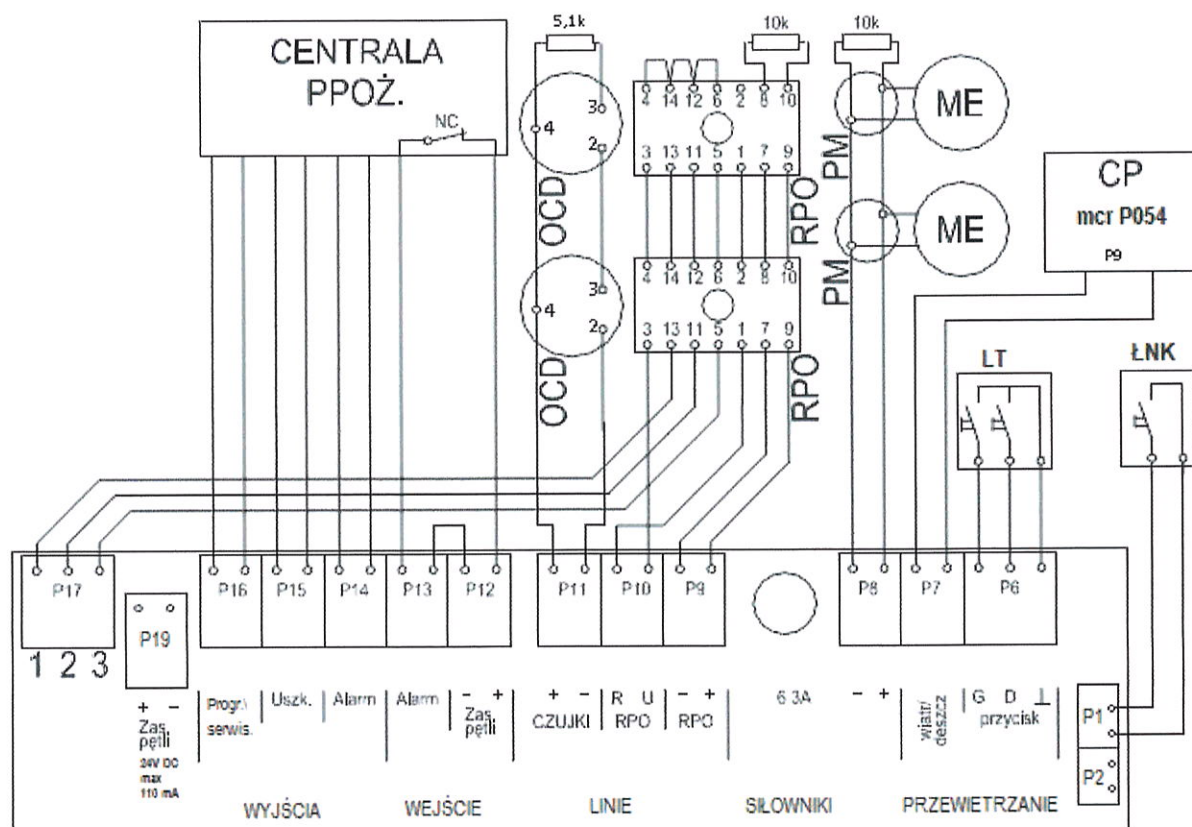 CENTRALA
PPOŻ.
NC
5,1k
3
4
2
OCD
3
4
2
OCD
10k
10k
4 14 12 6 2 8 10
3 13 11 5 1 7 9
RPO
4 14 12 6 2 8 10
3 13 11 5 1 7 9
RPO
PM
ME
PM
ME
CP
mcr P054
P9
LT
ŁNK
P17
P16
P15
P14
P13
P12
P11
P10
P9
P8
P7
P6
1 2 3
P19
+ -
Zas.
pętli
24V DC
max
110 mA
Progr.\
serwis.
Uszk.
Alarm
Alarm
- +
Zas.
pętli
+ -
CZUJKI
R U
RPO
- +
RPO
6 3A
- +
wiatr/
deszcz
G D ⊥
przycisk
P1
P2
WYJŚCIA
WEJŚCIE
LINIE
SIŁOWNIKI
PRZEWIETRZANIE